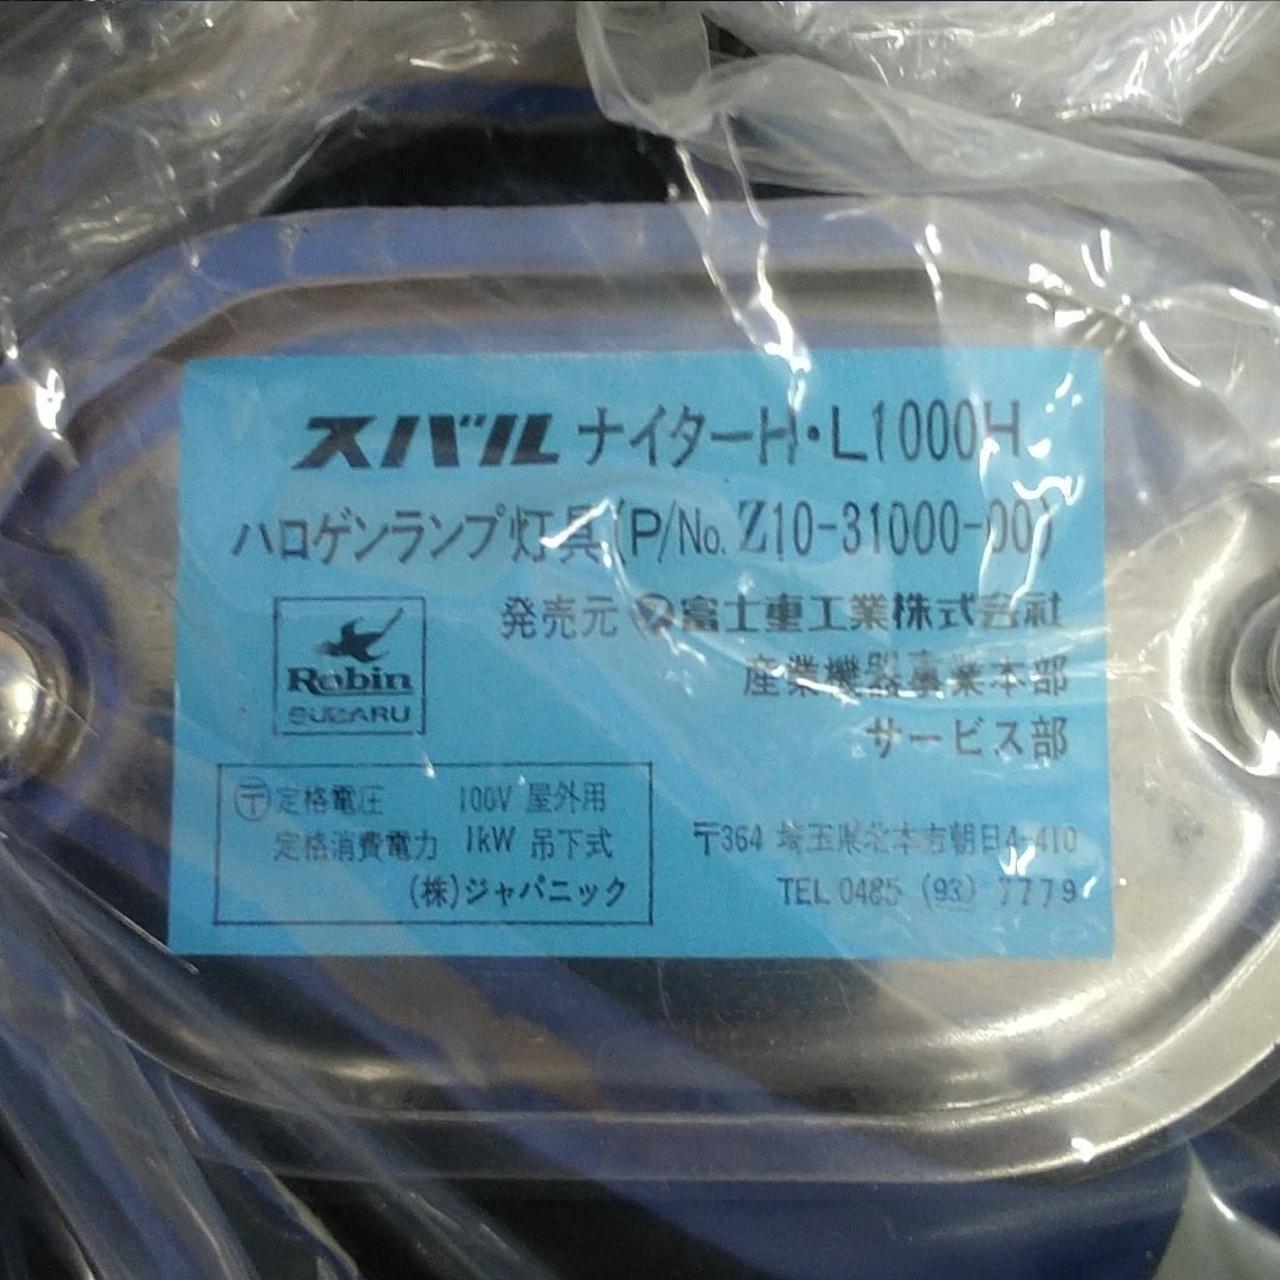 スバル ナイターH・L1000H
ハロゲンランプ灯具(P/No. Z10-31000-00)
発売元 富士重工業株式会社
産業機器事業本部
サービス部
Robin
SUBARU
〒 定格電圧 100V 屋外用
定格消費電力 1kW 吊下式
(株)ジャパニック
〒364 埼玉県北本市朝日4-410
TEL 0485 (93) 7779